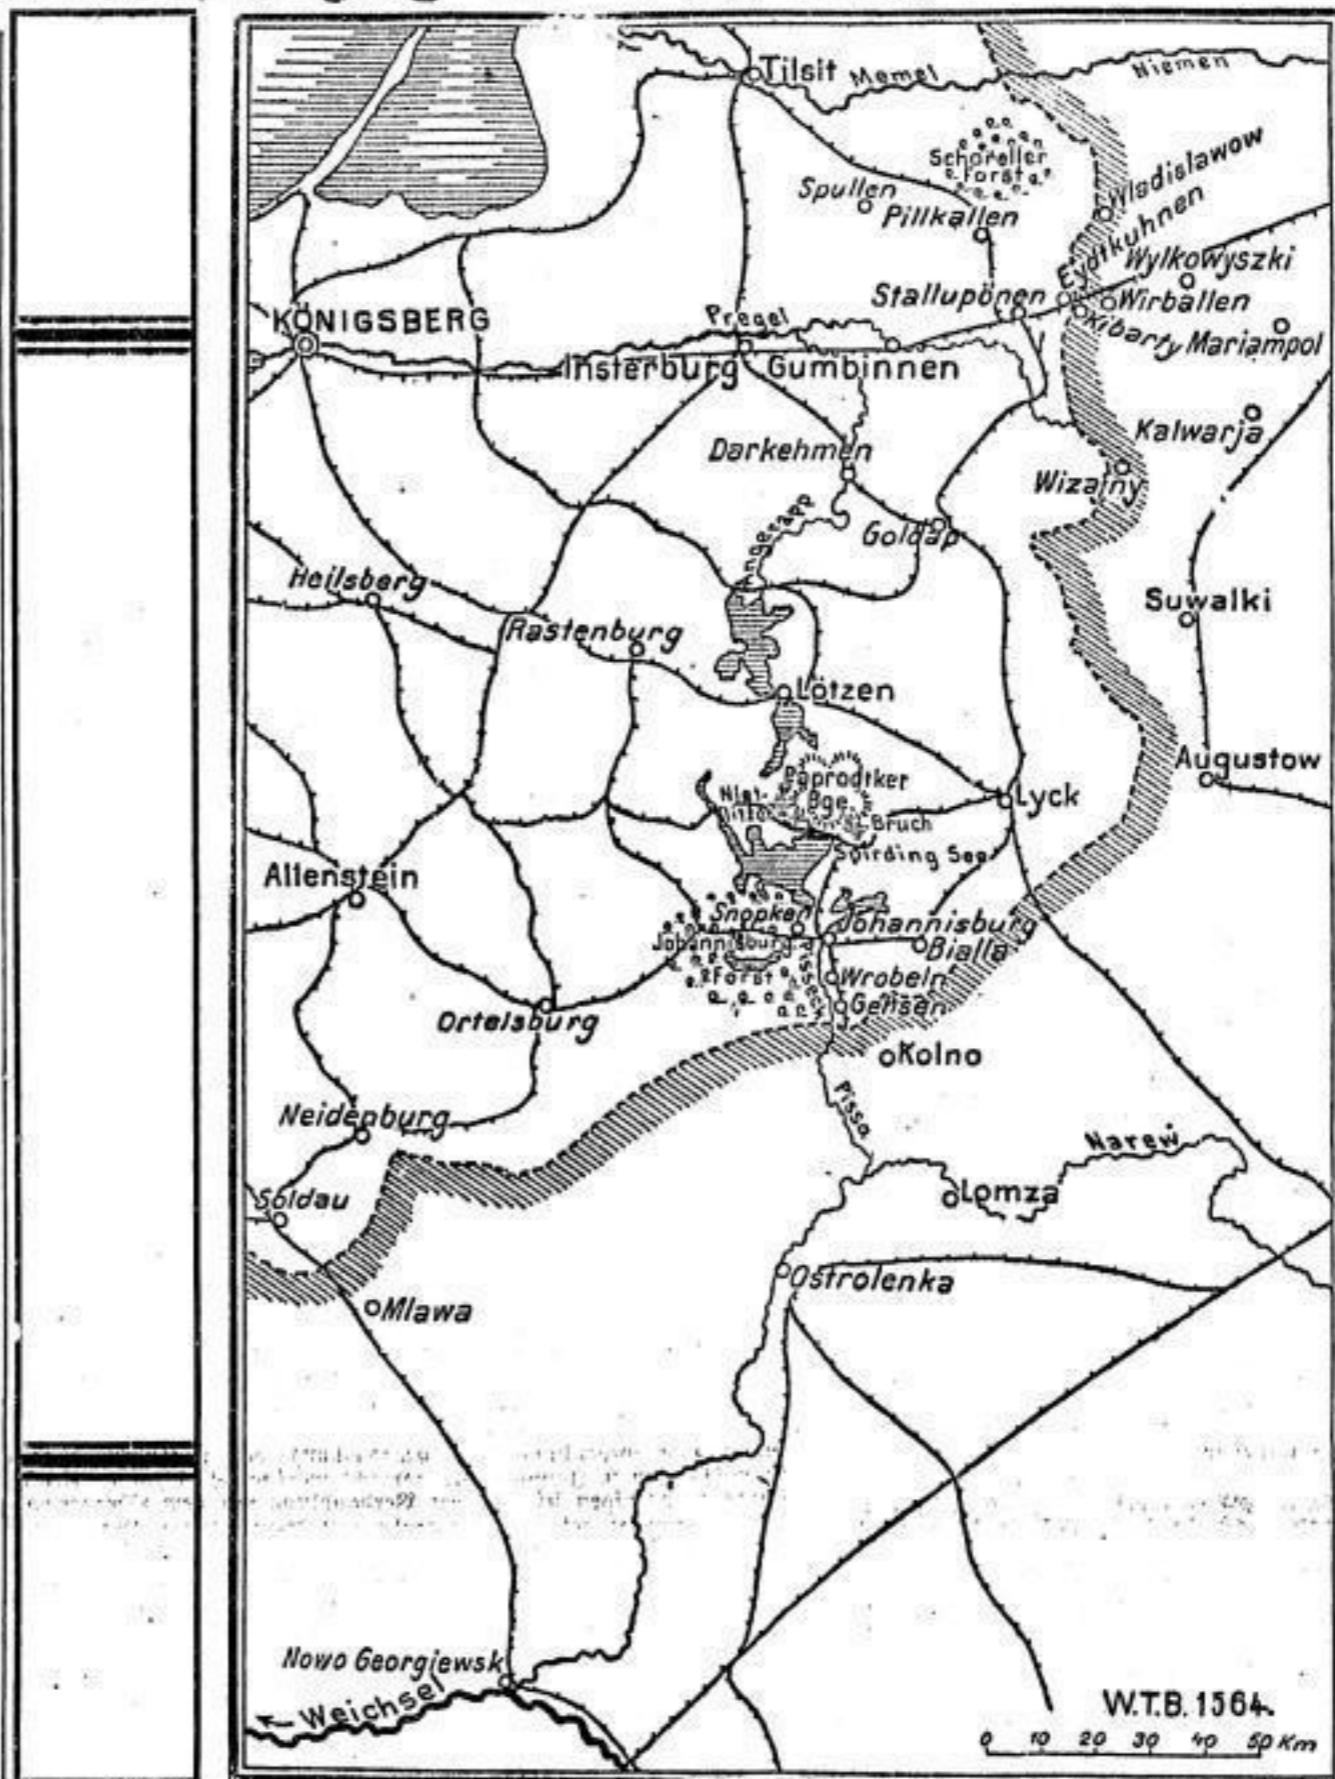 Tilsit
Memel
Niemen
Schoreller
Forst
Wladislawow
Spullen
Pillkallen
Eydtkuhnen
Wylkowyszki
Stallupönen
Wirballen
Kibarty
Mariampol
KÖNIGSBERG
Pregel
Insterburg
Gumbinnen
Kalwarja
Darkehmen
Wizajny
Angerapp
Goldap
Heilsberg
Suwalki
Rastenburg
Lötzen
Augustow
Paprodtker
Bge.
Lyck
Bruch
Spirding See
Allenstein
Snopken
Johannisburg
Johannisburg.
Forst
Bialla
Wrobeln
Gehsen
Ortelsburg
Kolno
Pissa
Neidenburg
Narew
Soldau
Lomza
Ostrolenka
Mlawa
Nowo Georgiewsk
Weichsel
W.T.B. 1564.
0 10 20 30 40 50 Km